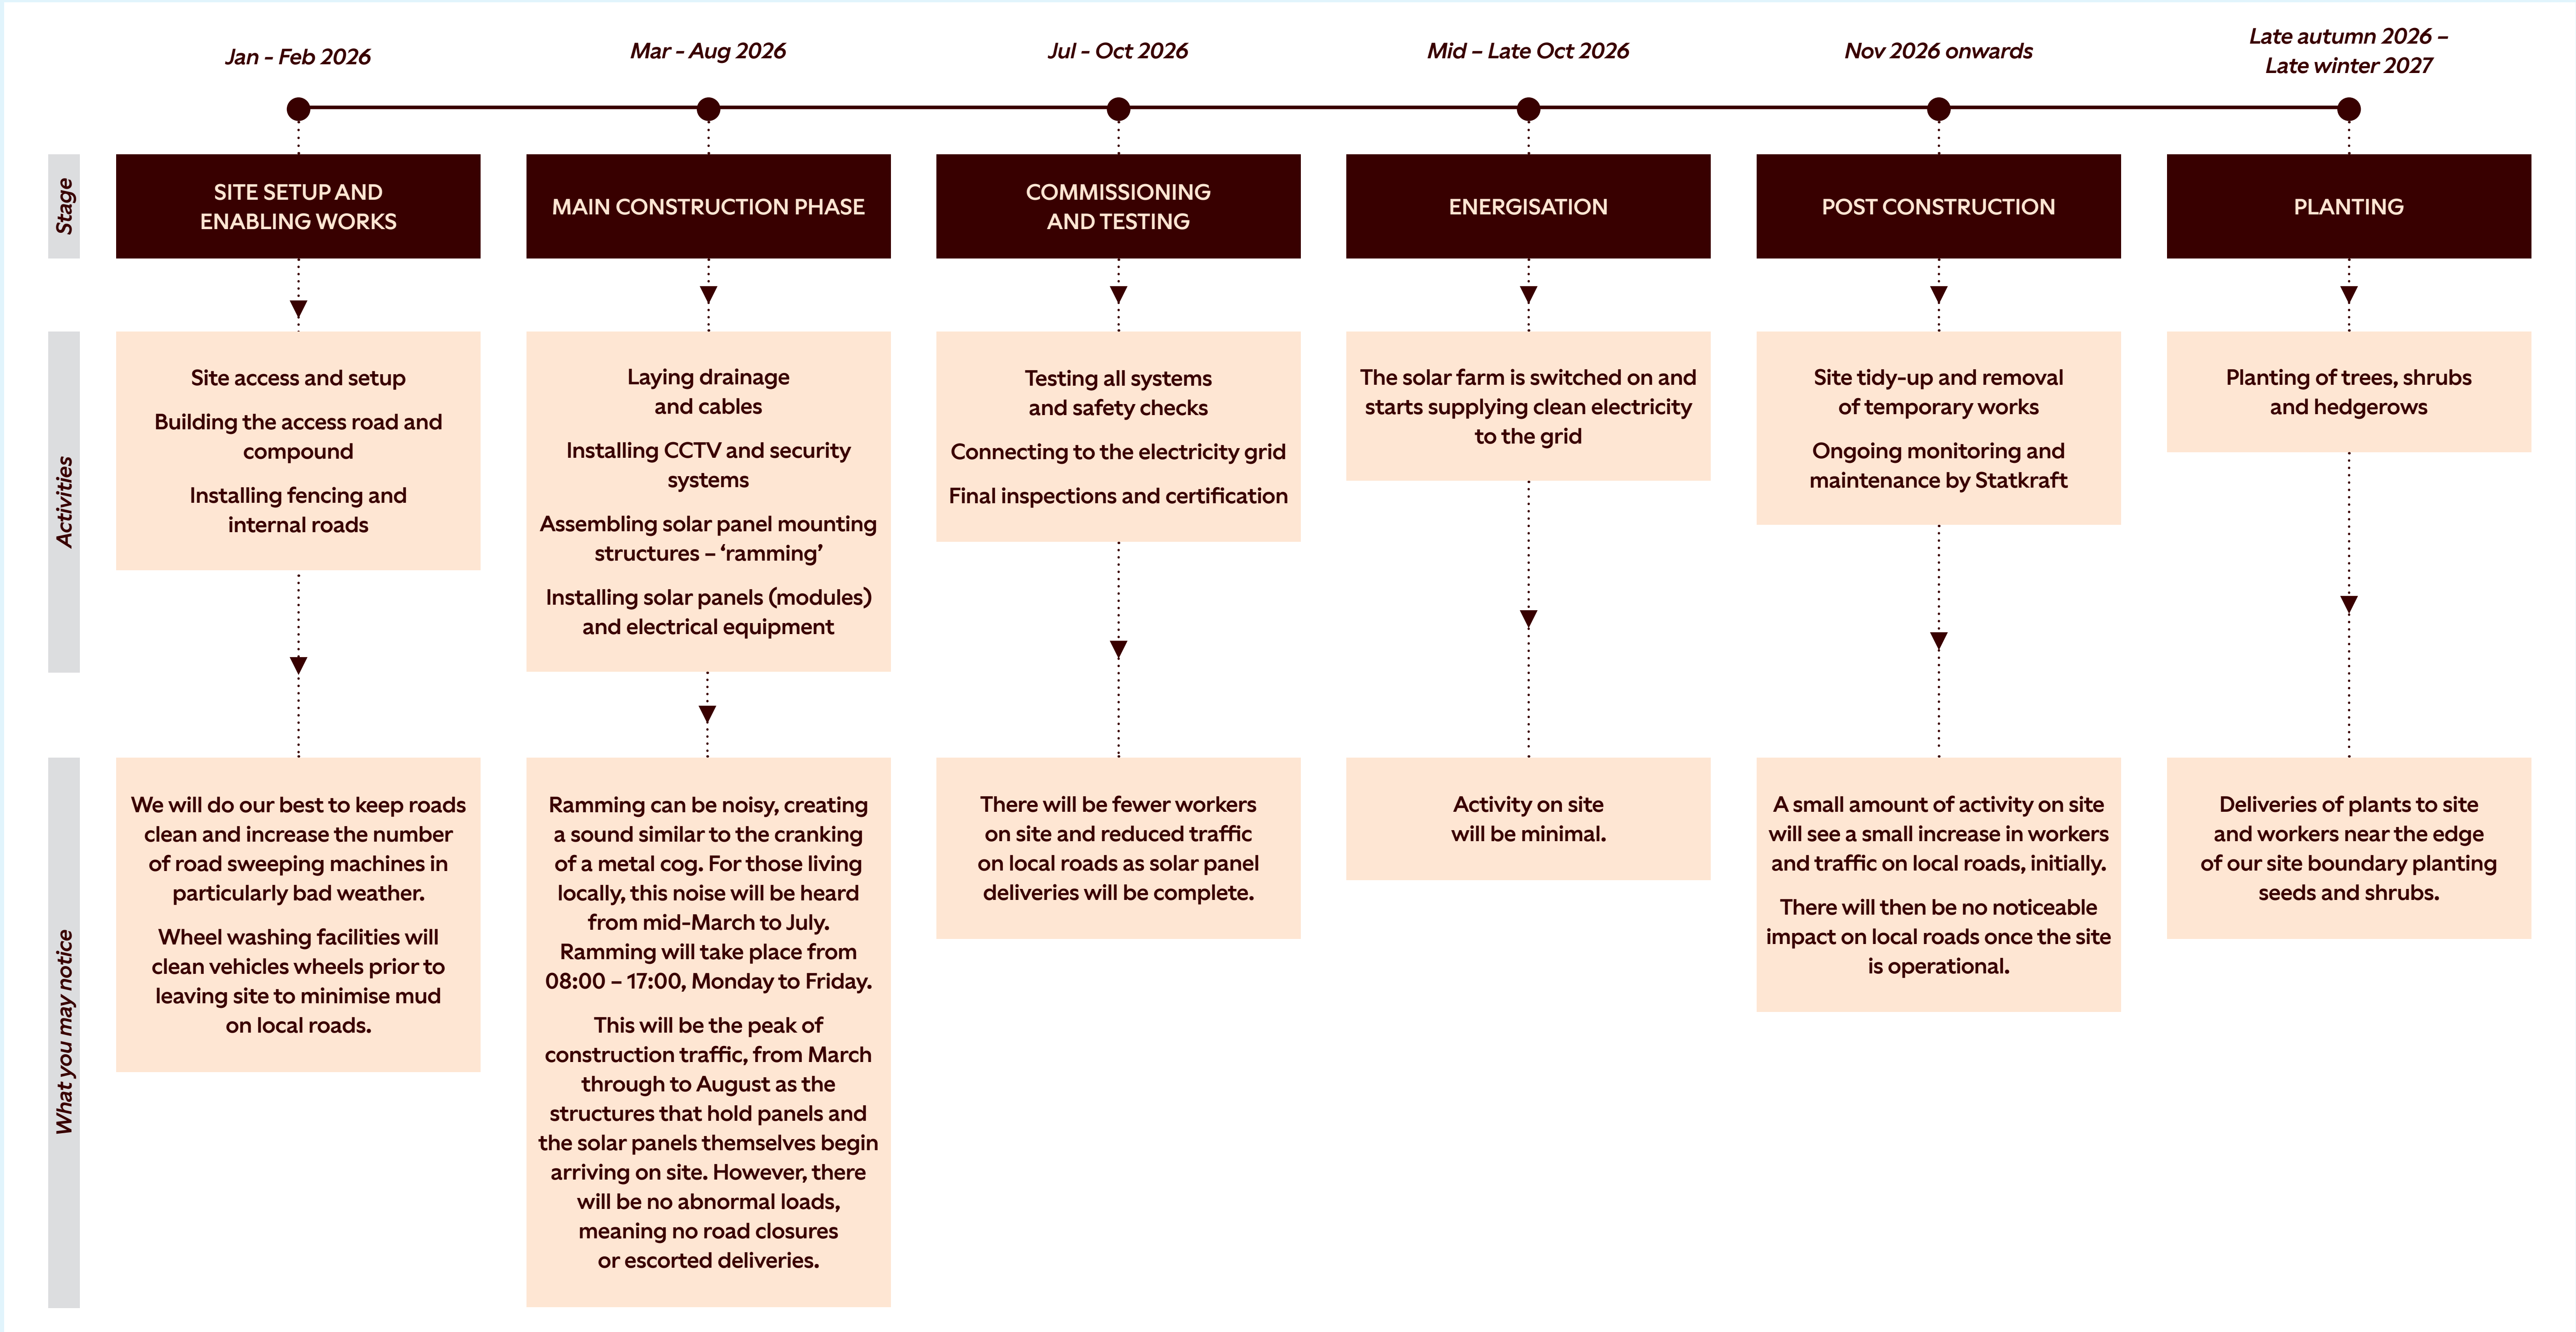 Jan - Feb 2026
Mar - Aug 2026
Jul - Oct 2026
Mid – Late Oct 2026
Nov 2026 onwards
Late autumn 2026 –
Late winter 2027
Stage
SITE SETUP AND
ENABLING WORKS
MAIN CONSTRUCTION PHASE
COMMISSIONING
AND TESTING
ENERGISATION
POST CONSTRUCTION
PLANTING
Activities
Site access and setup
Building the access road and
compound
Installing fencing and
internal roads
Laying drainage
and cables
Installing CCTV and security
systems
Assembling solar panel mounting
structures – ‘ramming’
Installing solar panels (modules)
and electrical equipment
Testing all systems
and safety checks
Connecting to the electricity grid
Final inspections and certification
The solar farm is switched on and
starts supplying clean electricity
to the grid
Site tidy-up and removal
of temporary works
Ongoing monitoring and
maintenance by Statkraft
Planting of trees, shrubs
and hedgerows
What you may notice
We will do our best to keep roads
clean and increase the number
of road sweeping machines in
particularly bad weather.
Wheel washing facilities will
clean vehicles wheels prior to
leaving site to minimise mud
on local roads.
Ramming can be noisy, creating
a sound similar to the cranking
of a metal cog. For those living
locally, this noise will be heard
from mid-March to July.
Ramming will take place from
08:00 – 17:00, Monday to Friday.
This will be the peak of
construction traffic, from March
through to August as the
structures that hold panels and
the solar panels themselves begin
arriving on site. However, there
will be no abnormal loads,
meaning no road closures
or escorted deliveries.
There will be fewer workers
on site and reduced traffic
on local roads as solar panel
deliveries will be complete.
Activity on site
will be minimal.
A small amount of activity on site
will see a small increase in workers
and traffic on local roads, initially.
There will then be no noticeable
impact on local roads once the site
is operational.
Deliveries of plants to site
and workers near the edge
of our site boundary planting
seeds and shrubs.